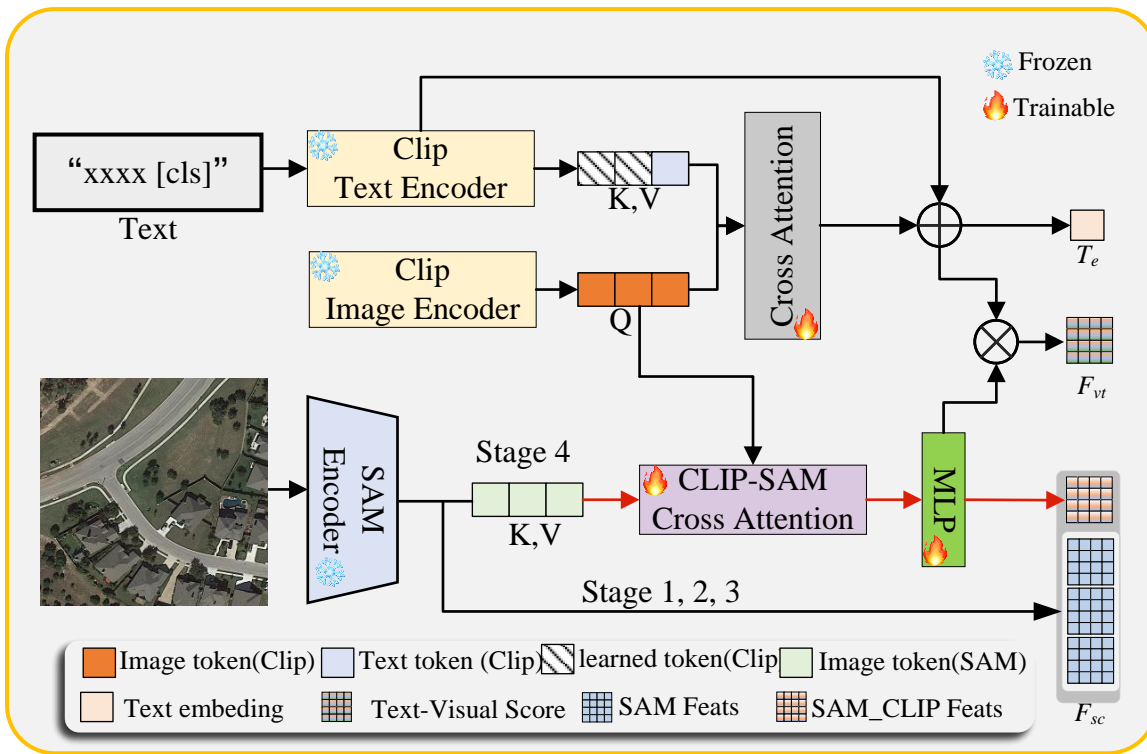 Frozen
Trainable
“xxxx [cls]”
Text
Clip
Text Encoder
K,V
Cross Attention
T_e
Clip
Image Encoder
Q
F_vt
SAM
Encoder
Stage 4
K,V
CLIP-SAM
Cross Attention
MLP
Stage 1, 2, 3
Image token(Clip)
Text token (Clip)
learned token(Clip
Image token(SAM)
Text embeding
Text-Visual Score
SAM Feats
SAM_CLIP Feats
F_sc